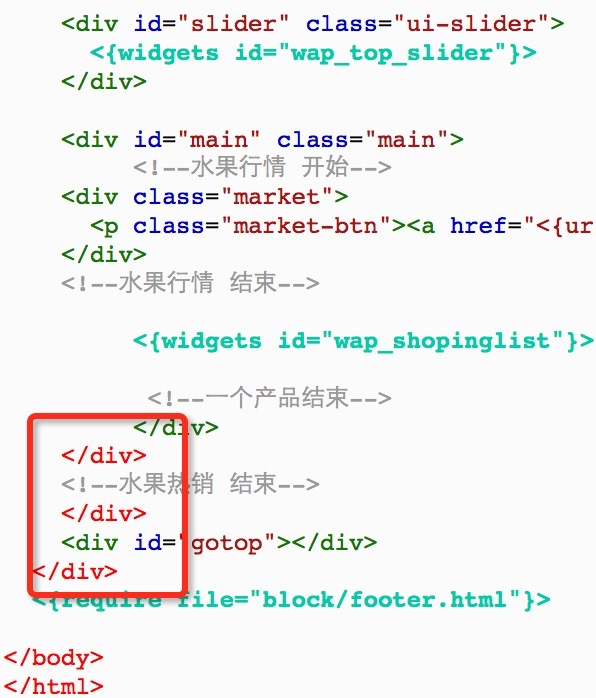 <div id="slider" class="ui-slider">
<{widgets id="wap_top_slider"}>
</div>
<div id="main" class="main">
<!--水果行情 开始-->
<div class="market">
<p class="market-btn"><a href="<{ur
</div>
<!--水果行情 结束-->
<{widgets id="wap_shopinglist"}>
<!--一个产品结束-->
</div>
</div>
<!--水果热销 结束-->
</div>
<div id="gotop"></div>
</div>
<{require file="block/footer.html"}>
</body>
</html>